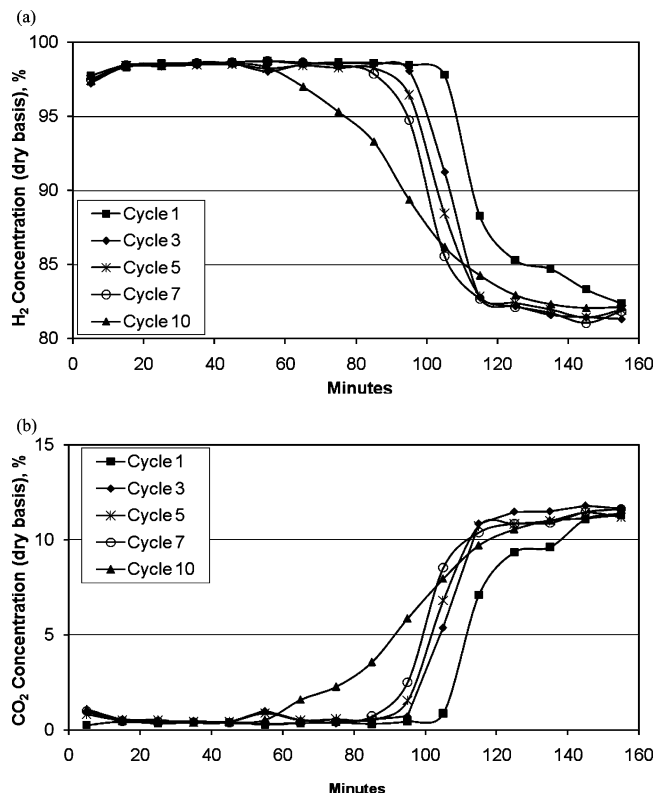 (a)
100
95
90
85
80
H₂ Concentration (dry basis), %
Cycle 1
Cycle 3
Cycle 5
Cycle 7
Cycle 10
0 20 40 60 80 100 120 140 160
Minutes
(b)
15
10
5
0
CO₂ Concentration (dry basis), %
Cycle 1
Cycle 3
Cycle 5
Cycle 7
Cycle 10
0 20 40 60 80 100 120 140 160
Minutes